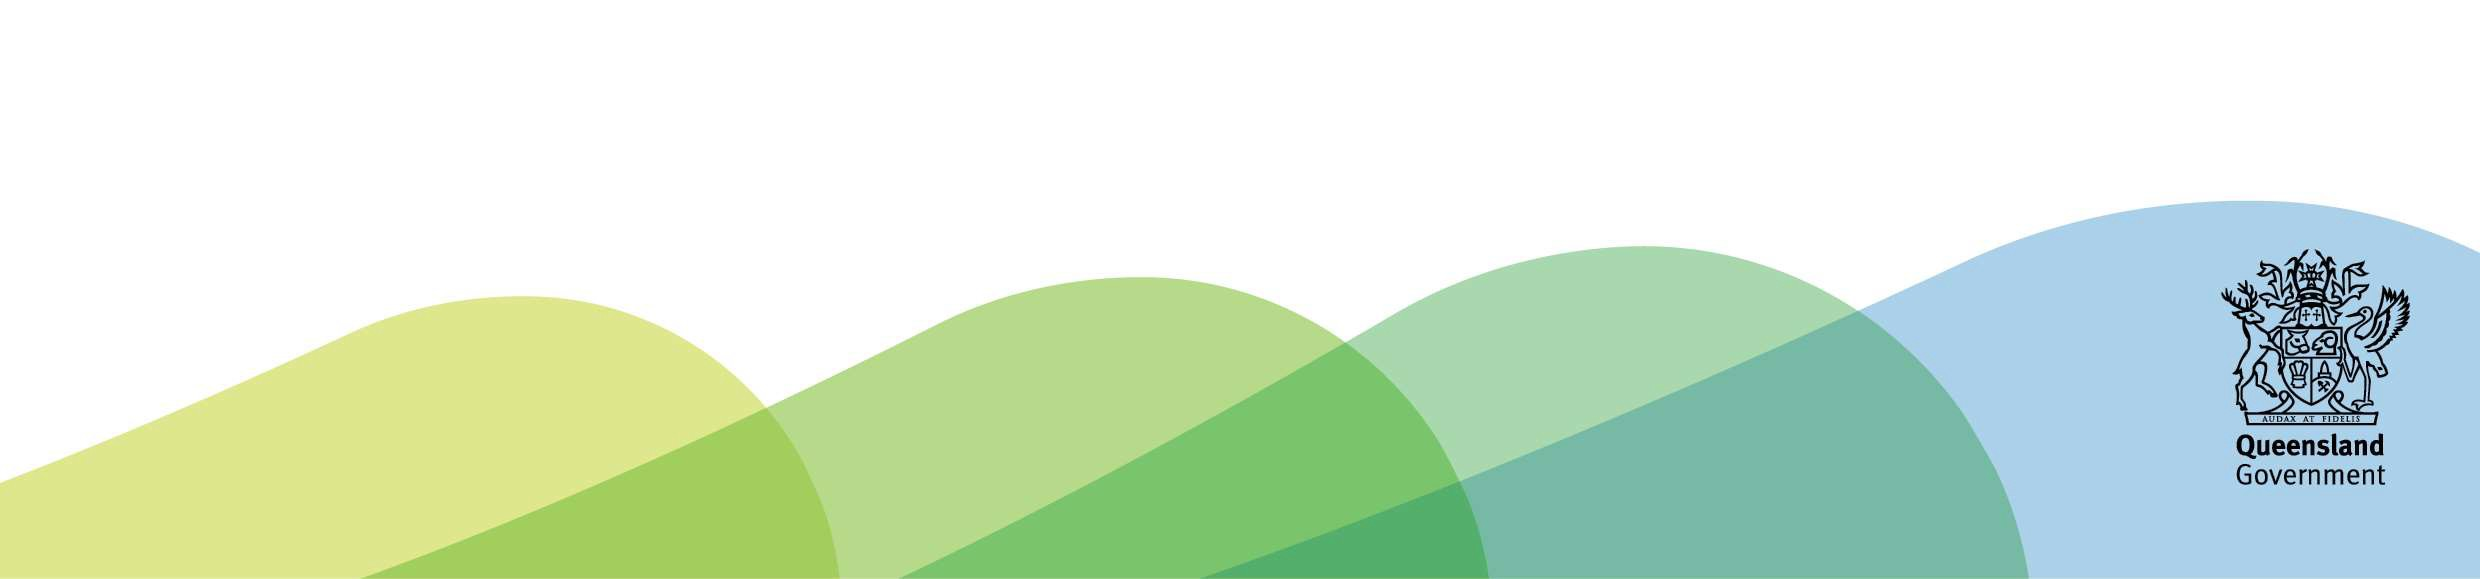 AUDAX AT FIDELIS
Queensland
Government